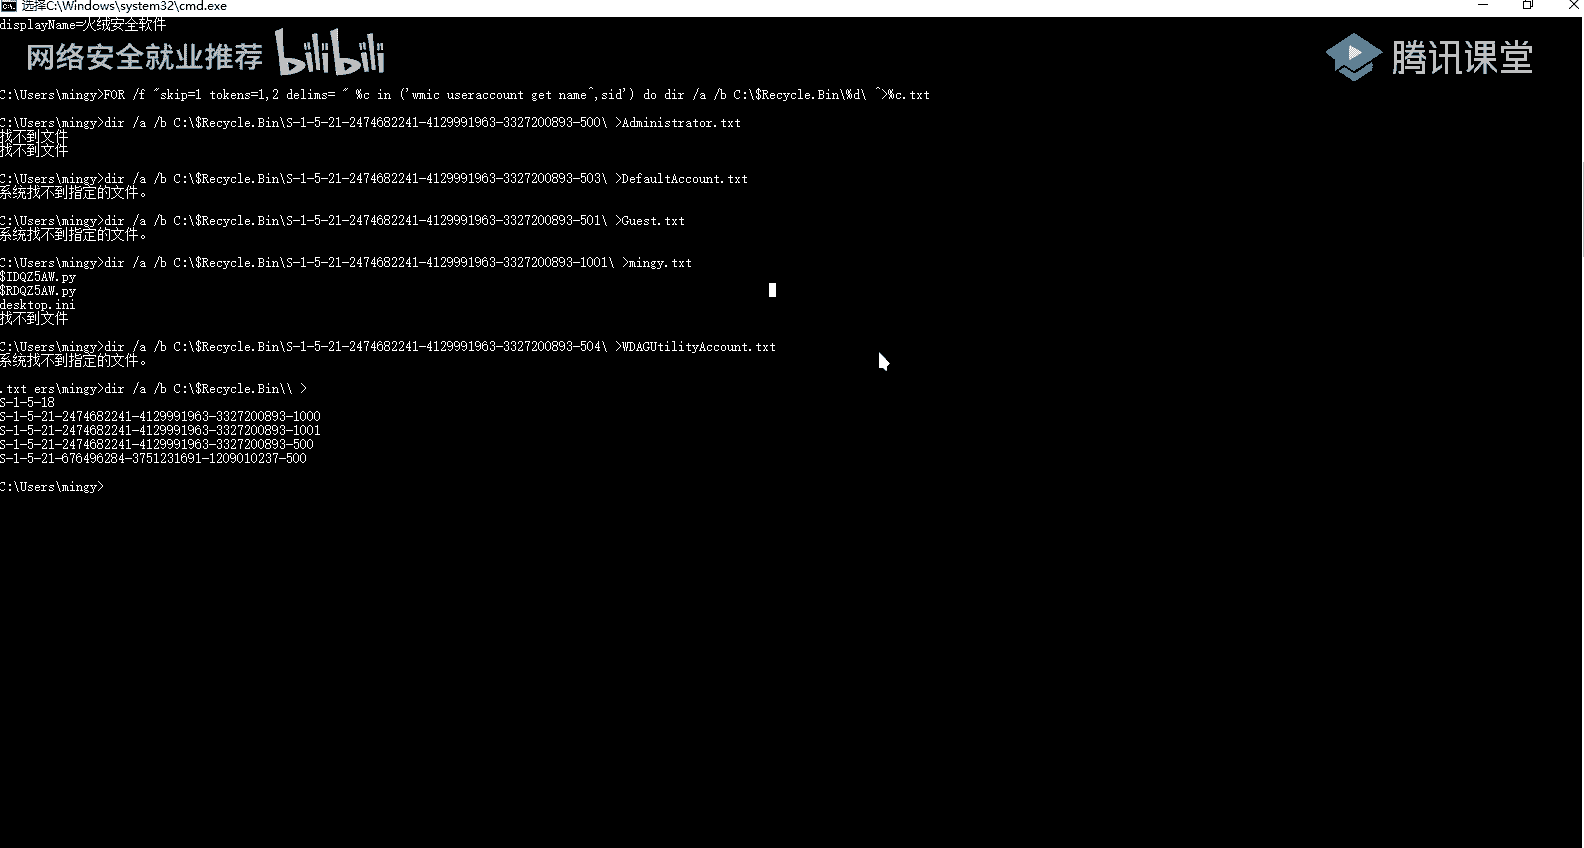 选择C:\Windows\system32\cmd.exe
displayName=火绒安全软件
网络安全就业推荐 bilibili
腾讯课堂
C:\Users\mingy>FOR /f "skip=1 tokens=1,2 delims= " %c in ('wmic useraccount get name^,sid') do dir /a /b C:\$Recycle.Bin\%d\ ^>%c.txt
C:\Users\mingy>dir /a /b C:\$Recycle.Bin\S-1-5-21-2474682241-4129991963-3327200893-500\ >Administrator.txt
找不到文件
找不到文件
C:\Users\mingy>dir /a /b C:\$Recycle.Bin\S-1-5-21-2474682241-4129991963-3327200893-503\ >DefaultAccount.txt
系统找不到指定的文件。
C:\Users\mingy>dir /a /b C:\$Recycle.Bin\S-1-5-21-2474682241-4129991963-3327200893-501\ >Guest.txt
系统找不到指定的文件。
C:\Users\mingy>dir /a /b C:\$Recycle.Bin\S-1-5-21-2474682241-4129991963-3327200893-1001\ >mingy.txt
$IDQZ5AW.py
$RDQZ5AW.py
desktop.ini
找不到文件
C:\Users\mingy>dir /a /b C:\$Recycle.Bin\S-1-5-21-2474682241-4129991963-3327200893-504\ >WDAGUtilityAccount.txt
系统找不到指定的文件。
.txt ers\mingy>dir /a /b C:\$Recycle.Bin\\ >
S-1-5-18
S-1-5-21-2474682241-4129991963-3327200893-1000
S-1-5-21-2474682241-4129991963-3327200893-1001
S-1-5-21-2474682241-4129991963-3327200893-500
S-1-5-21-676496284-3751231691-1209010237-500
C:\Users\mingy>